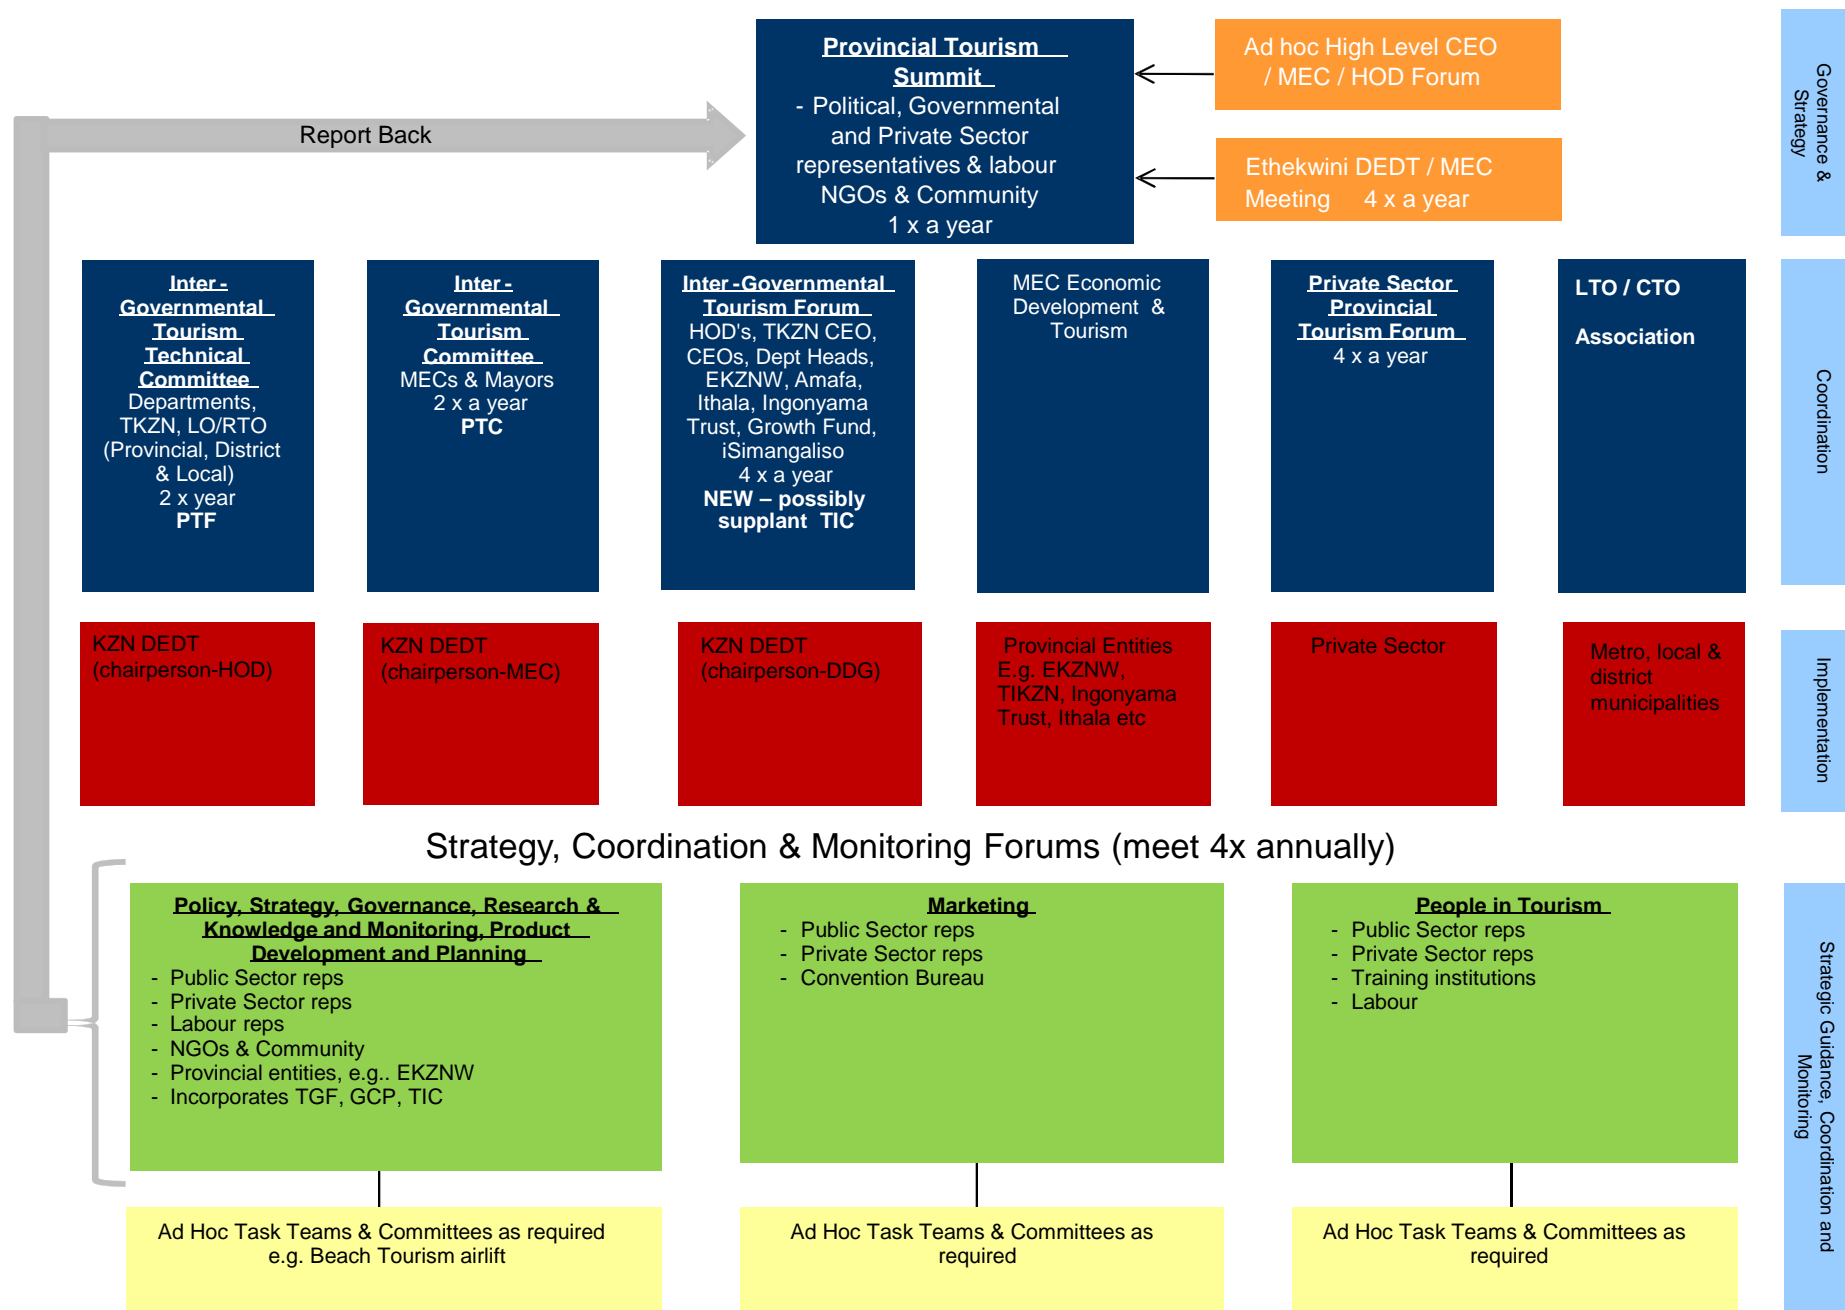 Provincial Tourism
Summit
- Political, Governmental
and Private Sector
representatives & labour
NGOs & Community
1 x a year
Ad hoc High Level CEO
/ MEC / HOD Forum
Ethekwini DEDT / MEC
Meeting 4 x a year
Governance &
Strategy
Report Back
Inter -
Governmental
Tourism
Technical
Committee
Departments,
TKZN, LO/RTO
(Provincial, District
& Local)
2 x year
PTF
Inter -
Governmental
Tourism
Committee
MECs & Mayors
2 x a year
PTC
Inter -Governmental
Tourism Forum
HOD's, TKZN CEO,
CEOs, Dept Heads,
EKZNW, Amafa,
Ithala, Ingonyama
Trust, Growth Fund,
iSimangaliso
4 x a year
NEW – possibly
supplant TIC
MEC Economic
Development &
Tourism
Private Sector
Provincial
Tourism Forum
4 x a year
LTO / CTO
Association
Coordination
KZN DEDT
(chairperson-HOD)
KZN DEDT
(chairperson-MEC)
KZN DEDT
(chairperson-DDG)
Provincial Entities
E.g. EKZNW,
TIKZN, Ingonyama
Trust, Ithala etc
Private Sector
Metro, local &
district
municipalities
Implementation
Strategy, Coordination & Monitoring Forums (meet 4x annually)
Policy, Strategy, Governance, Research &
Knowledge and Monitoring, Product
Development and Planning
- Public Sector reps
- Private Sector reps
- Labour reps
- NGOs & Community
- Provincial entities, e.g.. EKZNW
- Incorporates TGF, GCP, TIC
Marketing
- Public Sector reps
- Private Sector reps
- Convention Bureau
People in Tourism
- Public Sector reps
- Private Sector reps
- Training institutions
- Labour
Strategic Guidance, Coordination and
Monitoring
Ad Hoc Task Teams & Committees as required
e.g. Beach Tourism airlift
Ad Hoc Task Teams & Committees as
required
Ad Hoc Task Teams & Committees as
required